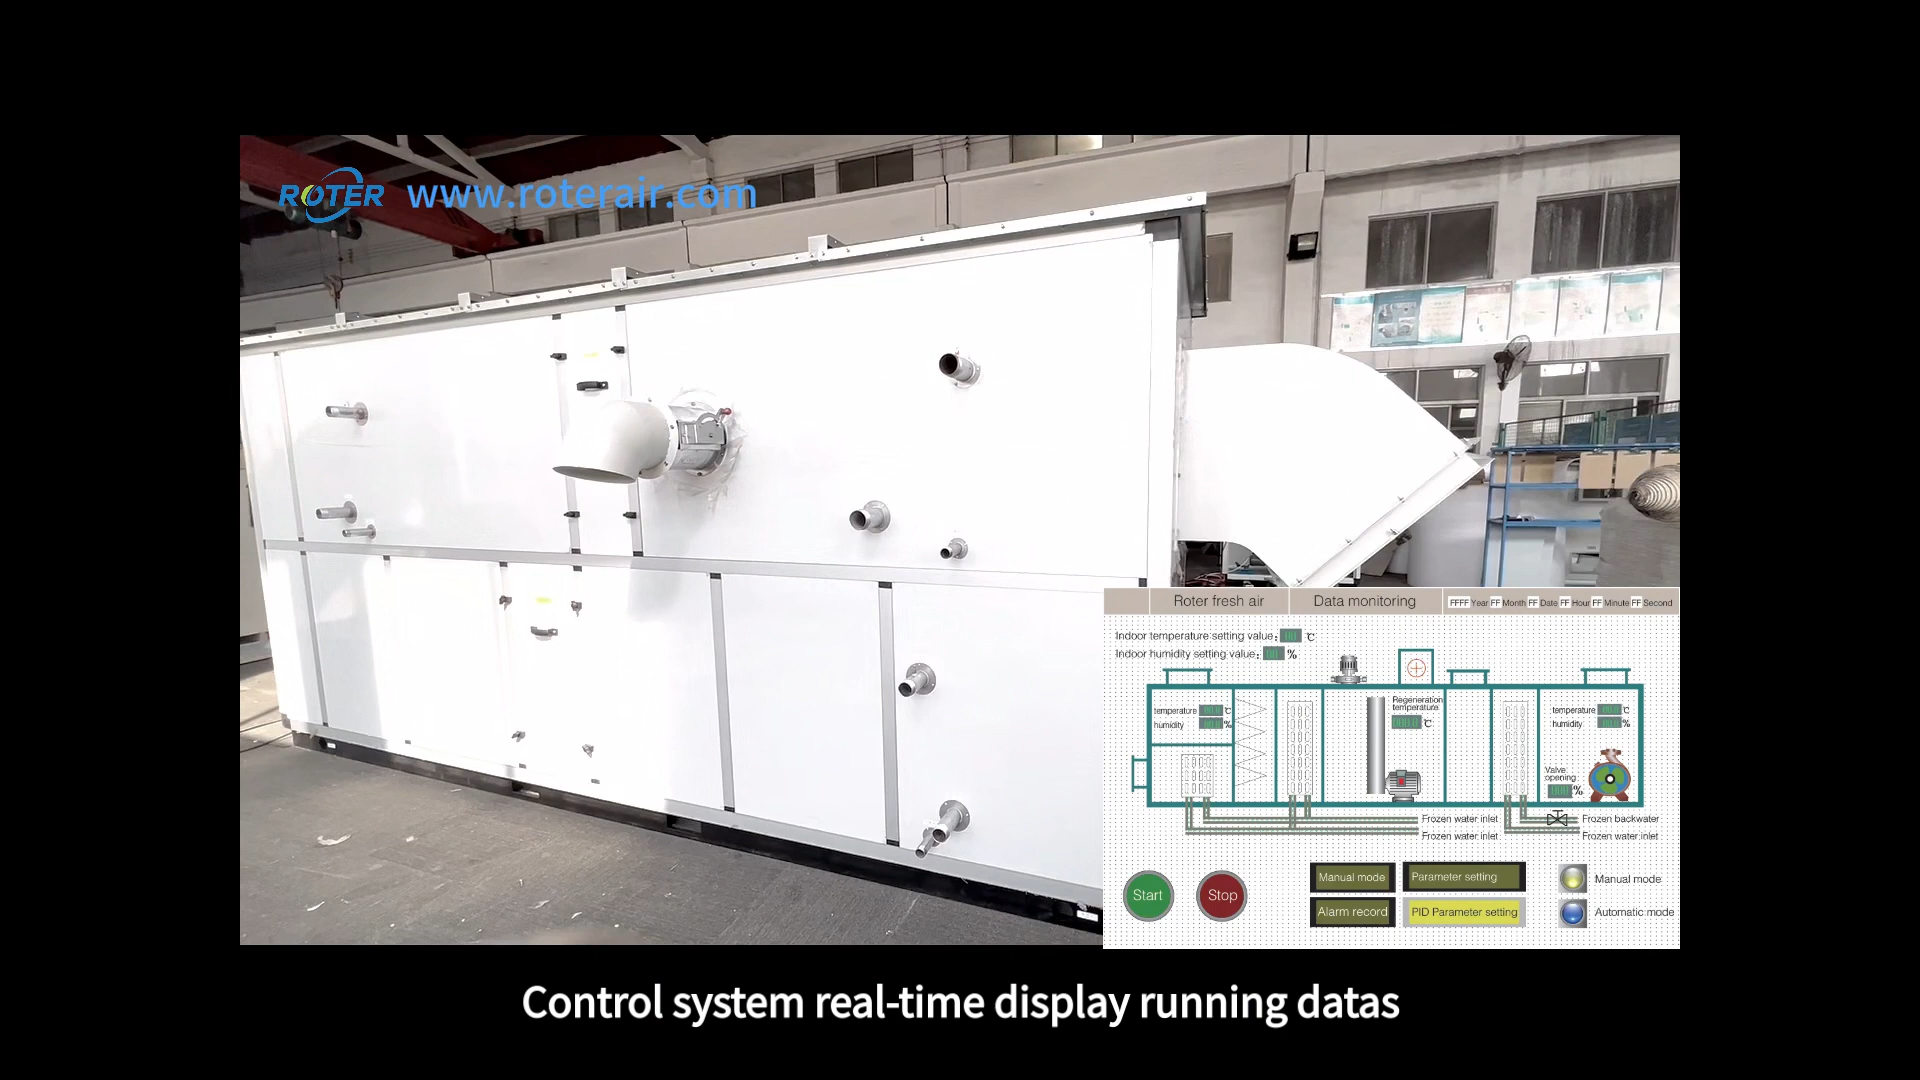 ROTER www.roterair.com
Roter fresh air Data monitoring FFFF Year FF Month FF Date FF Hour FF Minute FF Second
Indoor temperature setting value: ℃
Indoor humidity setting value: %
Regeneration
temperature
℃
temperature ℃
humidity %
temperature ℃
humidity %
Valve
opening
%
Frozen water inlet
Frozen backwater
Frozen water inlet
Frozen water inlet
Start
Stop
Manual mode
Parameter setting
Manual mode
Alarm record
PID Parameter setting
Automatic mode
Control system real-time display running datas